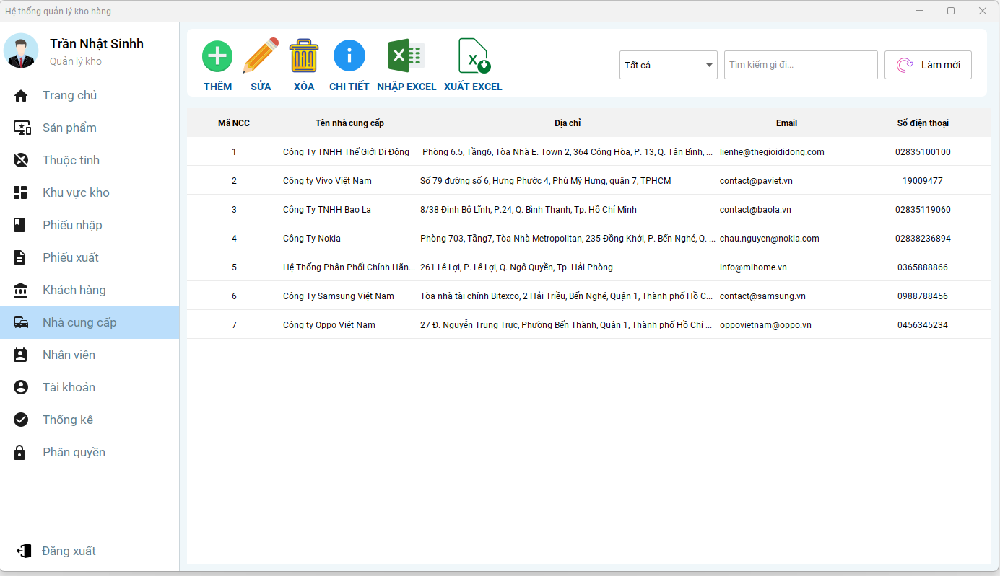 Hệ thống quản lý kho hàng
Trần Nhật Sinhh
Quản lý kho
Trang chủ
Sản phẩm
Thuộc tính
Khu vực kho
Phiếu nhập
Phiếu xuất
Khách hàng
Nhà cung cấp
Nhân viên
Tài khoản
Thống kê
Phân quyền
Đăng xuất
THÊM SỬA XÓA CHI TIẾT NHẬP EXCEL XUẤT EXCEL
Tất cả Tìm kiếm gì đi... Làm mới
Mã NCC Tên nhà cung cấp Địa chỉ Email Số điện thoại
1 Công Ty TNHH Thế Giới Di Động Phòng 6.5, Tầng6, Tòa Nhà E. Town 2, 364 Cộng Hòa, P. 13, Q. Tân Bình, ... lienhe@thegioididong.com 02835100100
2 Công ty Vivo Việt Nam Số 79 đường số 6, Hưng Phước 4, Phú Mỹ Hưng, quận 7, TPHCM contact@paviet.vn 19009477
3 Công Ty TNHH Bao La 8/38 Đinh Bô Lĩnh, P.24, Q. Bình Thạnh, Tp. Hồ Chí Minh contact@baola.vn 02835119060
4 Công Ty Nokia Phòng 703, Tầng7, Tòa Nhà Metropolitan, 235 Đồng Khởi, P. Bến Nghé, Q. ... chau.nguyen@nokia.com 02838236894
5 Hệ Thống Phân Phối Chính Hãn... 261 Lê Lợi, P. Lê Lợi, Q. Ngô Quyền, Tp. Hải Phòng info@mihome.vn 0365888866
6 Công Ty Samsung Việt Nam Tòa nhà tài chính Bitexco, 2 Hải Triều, Bến Nghé, Quận 1, Thành phố Hồ C... contact@samsung.vn 0988788456
7 Công ty Oppo Việt Nam 27 Đ. Nguyễn Trung Trực, Phường Bến Thành, Quận 1, Thành phố Hồ Chí ... oppovietnam@oppo.vn 0456345234